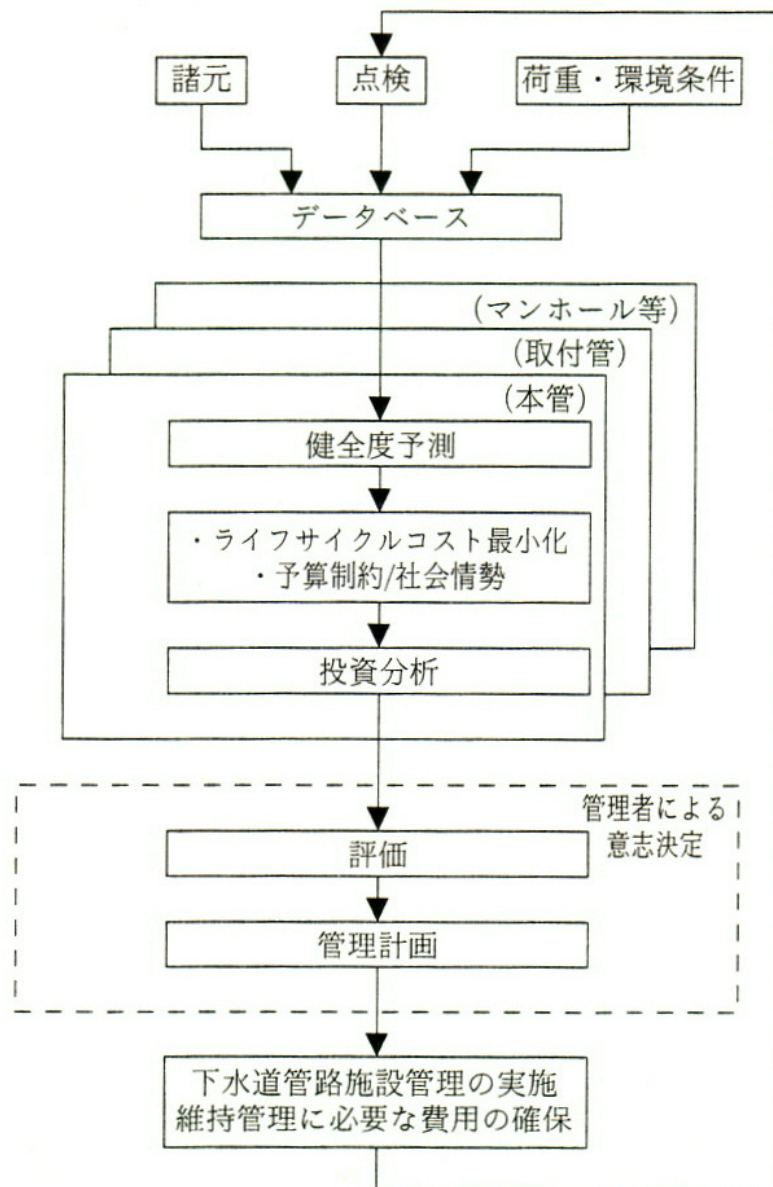 諸元
点検
荷重・環境条件
データベース
(マンホール等)
(取付管)
(本管)
健全度予測
・ライフサイクルコスト最小化
・予算制約/社会情勢
投資分析
管理者による
意志決定
評価
管理計画
下水道管路施設管理の実施
維持管理に必要な費用の確保